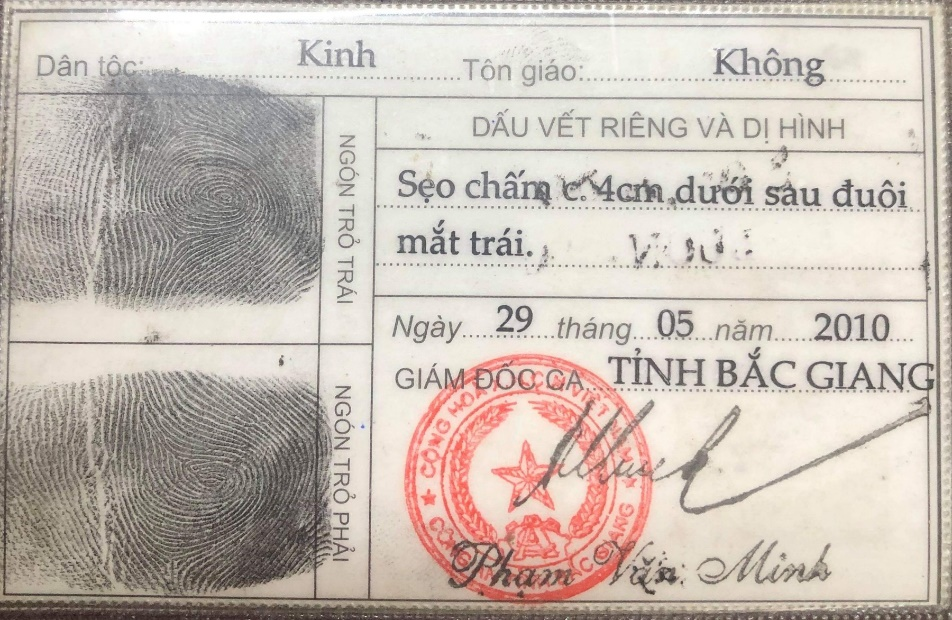 Dân tộc: Kinh Tôn giáo: Không
NGÓN TRỎ TRÁI
DẤU VẾT RIÊNG VÀ DỊ HÌNH
Sẹo chấm c. 4cm dưới sau đuôi
mắt trái.
Ngày 29 tháng 05 năm 2010
GIÁM ĐỐC CA TỈNH BẮC GIANG
NGÓN TRỎ PHẢI
Phạm Văn Minh